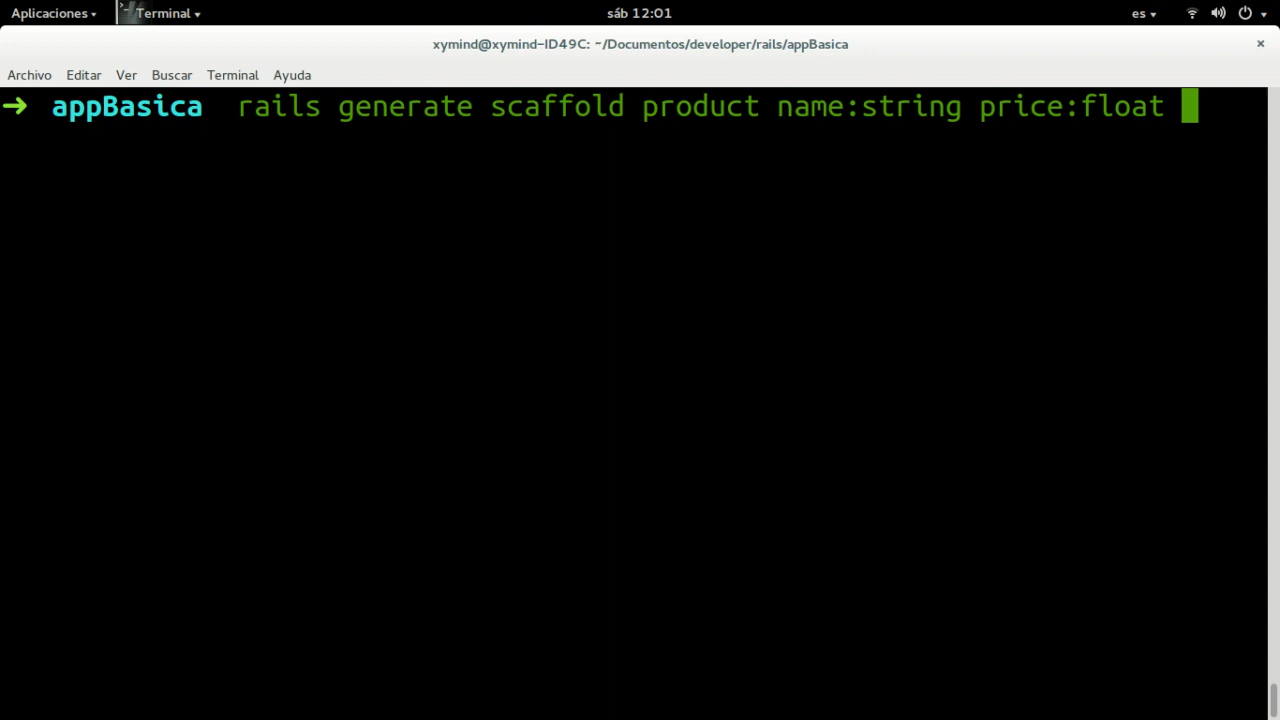 Aplicaciones Terminal sáb 12:01 es
xymind@xymind-ID49C: ~/Documentos/developer/rails/appBasica
Archivo Editar Ver Buscar Terminal Ayuda
➜ appBasica rails generate scaffold product name:string price:float